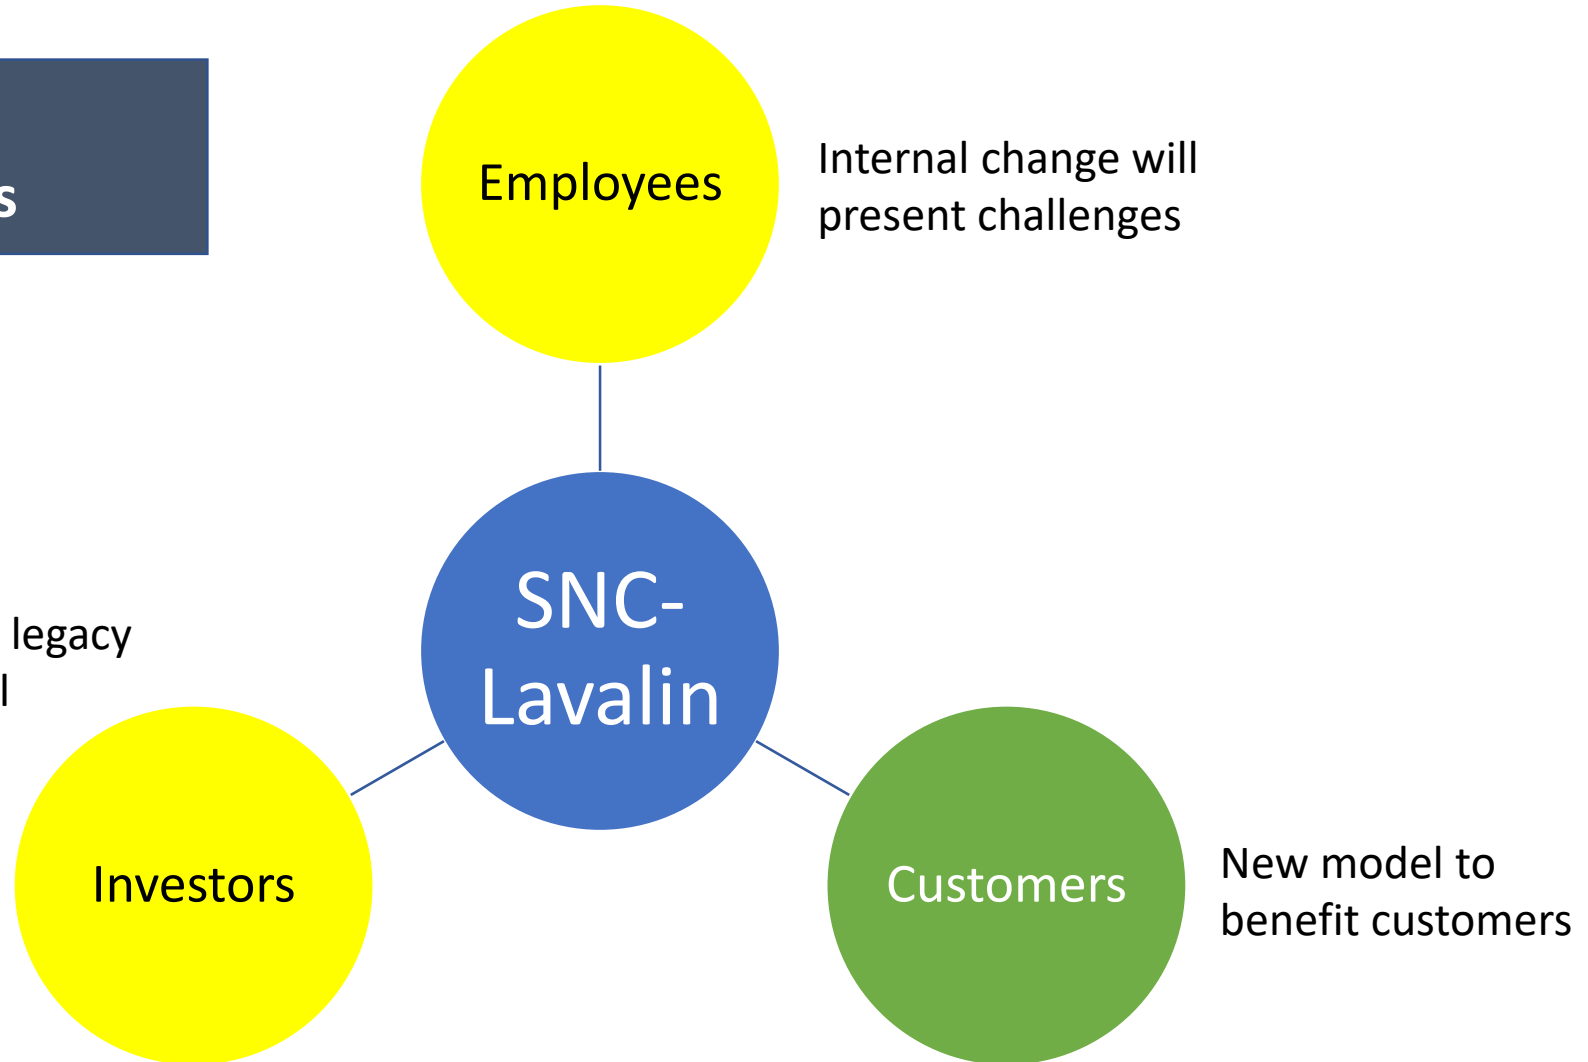 s
Employees
Internal change will
present challenges
SNC-
Lavalin
legacy
l
Investors
Customers
New model to
benefit customers